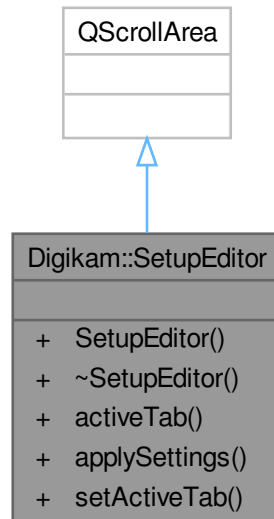 QScrollArea
Digikam::SetupEditor
+ SetupEditor()
+ ~SetupEditor()
+ activeTab()
+ applySettings()
+ setActiveTab()